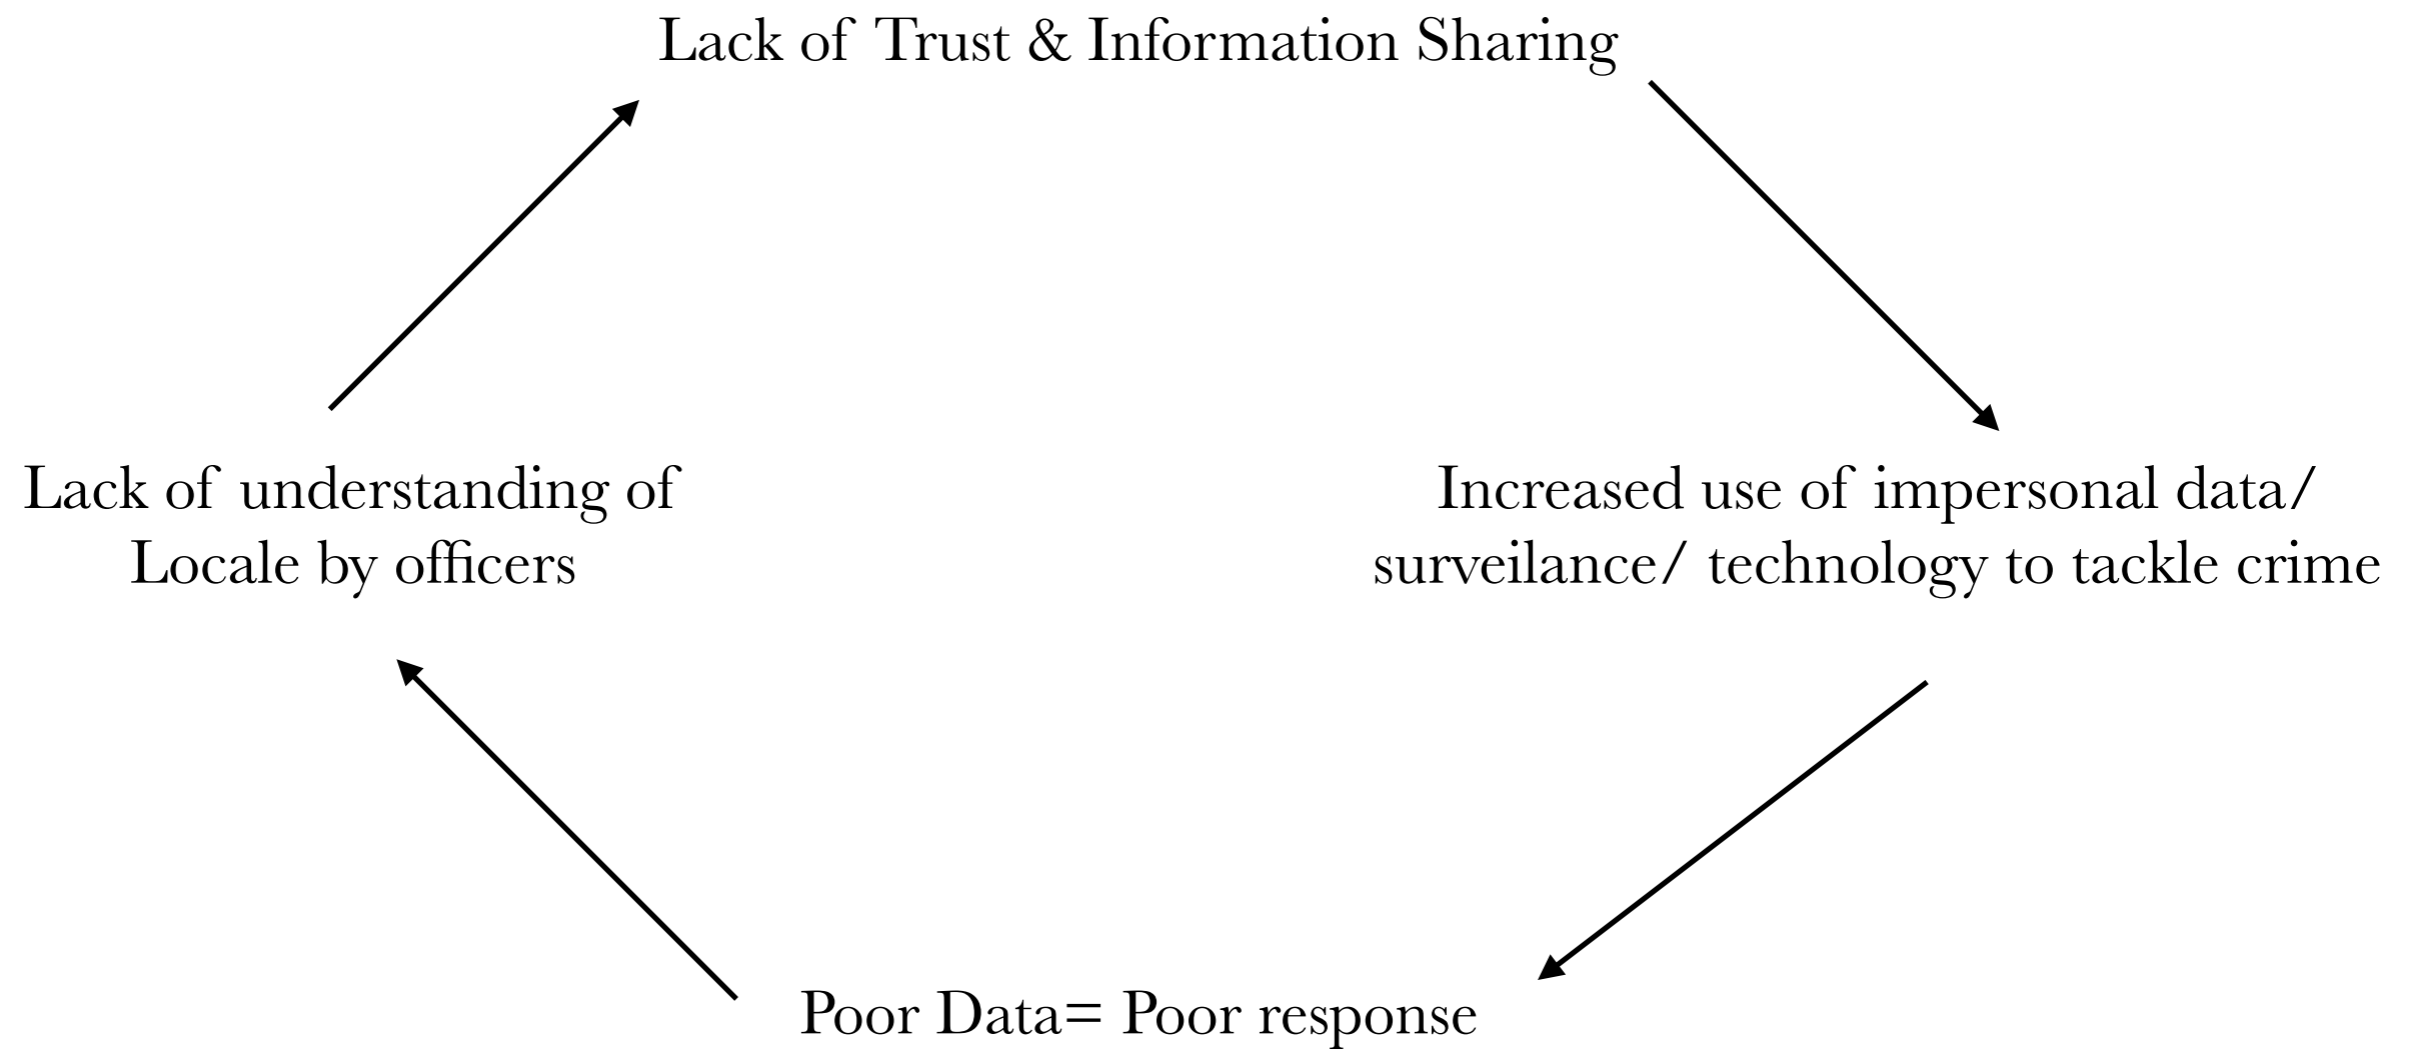 Lack of Trust & Information Sharing
Lack of understanding of
Locale by officers
Increased use of impersonal data/
surveilance/ technology to tackle crime
Poor Data= Poor response